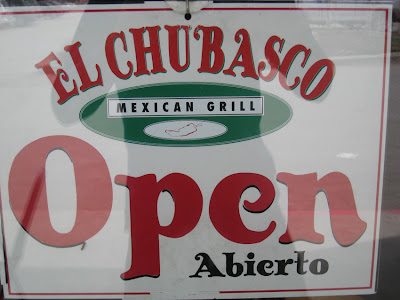 EL CHUBASCO
MEXICAN GRILL
Open
Abierto